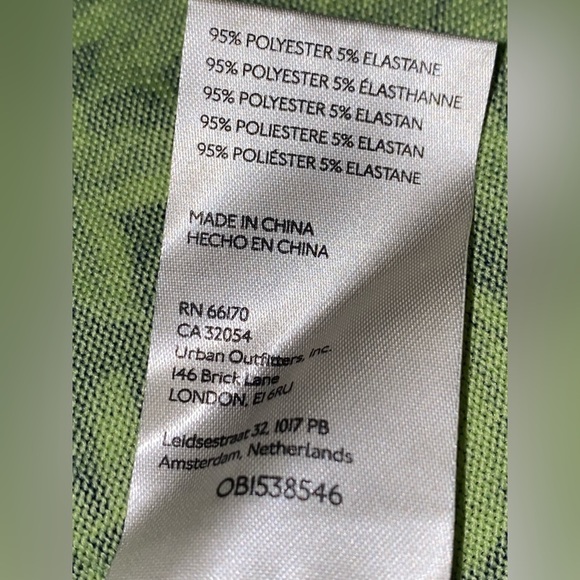 95% POLYESTER 5% ELASTANE
95% POLYESTER 5% ÉLASTHANNE
95% POLYESTER 5% ELASTAN
95% POLIESTERE 5% ELASTAN
95% POLIÉSTER 5% ELASTANE
MADE IN CHINA
HECHO EN CHINA
RN 66170
CA 32054
Urban Outfitters, Inc.
146 Brick Lane
LONDON, E1 6RU
Leidsestraat 32, 1017 PB
Amsterdam, Netherlands
OB1538546